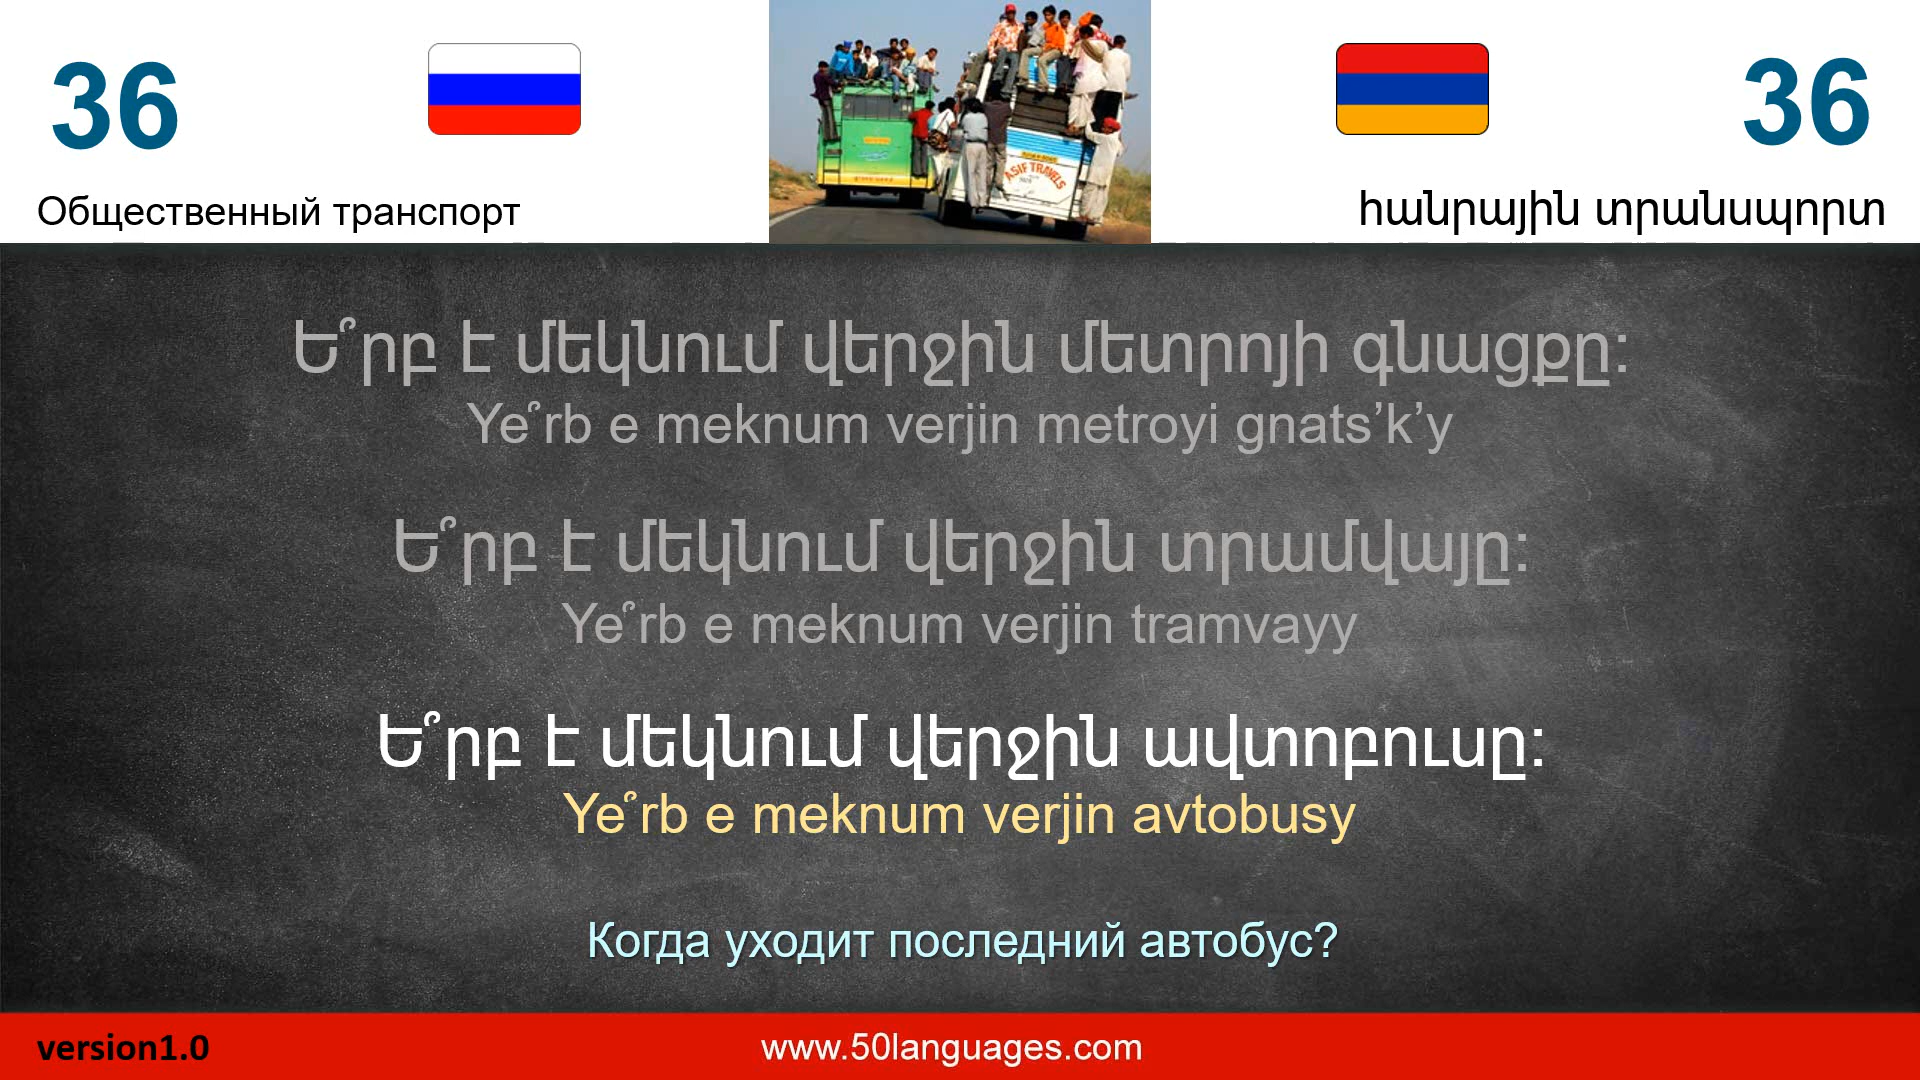 36
36
Общественный транспорт
հանրային տրանսպորտ
ASIF TRAVELS
Ե՞րբ է մեկնում վերջին մետրոյի գնացքը:
Ye՞rb e meknum verjin metroyi gnats’k’y
Ե՞րբ է մեկնում վերջին տրամվայը:
Ye՞rb e meknum verjin tramvayy
Ե՞րբ է մեկնում վերջին ավտոբուսը:
Ye՞rb e meknum verjin avtobusy
Когда уходит последний автобус?
version1.0
www.50languages.com